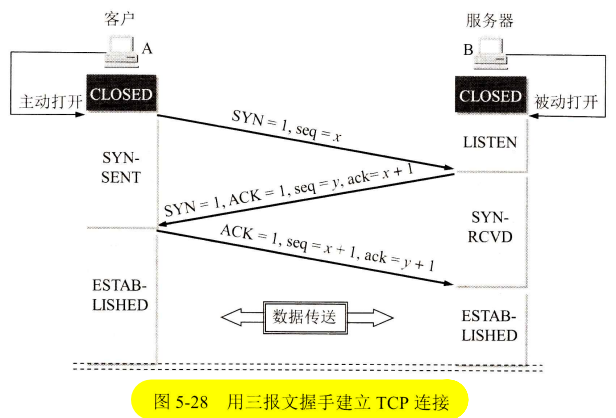 客户
服务器
A
B
主动打开
CLOSED
CLOSED
被动打开
SYN = 1, seq = x
LISTEN
SYN-
SENT
SYN = 1, ACK = 1, seq = y, ack= x + 1
SYN-
RCVD
ACK = 1, seq = x + 1, ack = y + 1
ESTAB-
LISHED
数据传送
ESTAB-
LISHED
图 5-28 用三报文握手建立 TCP 连接